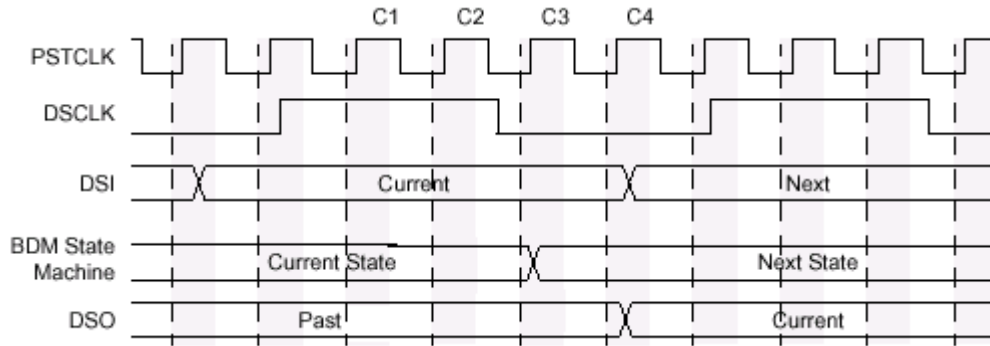 C1 C2 C3 C4
PSTCLK
DSCLK
DSI Current Next
BDM State
Machine Current State Next State
DSO Past Current